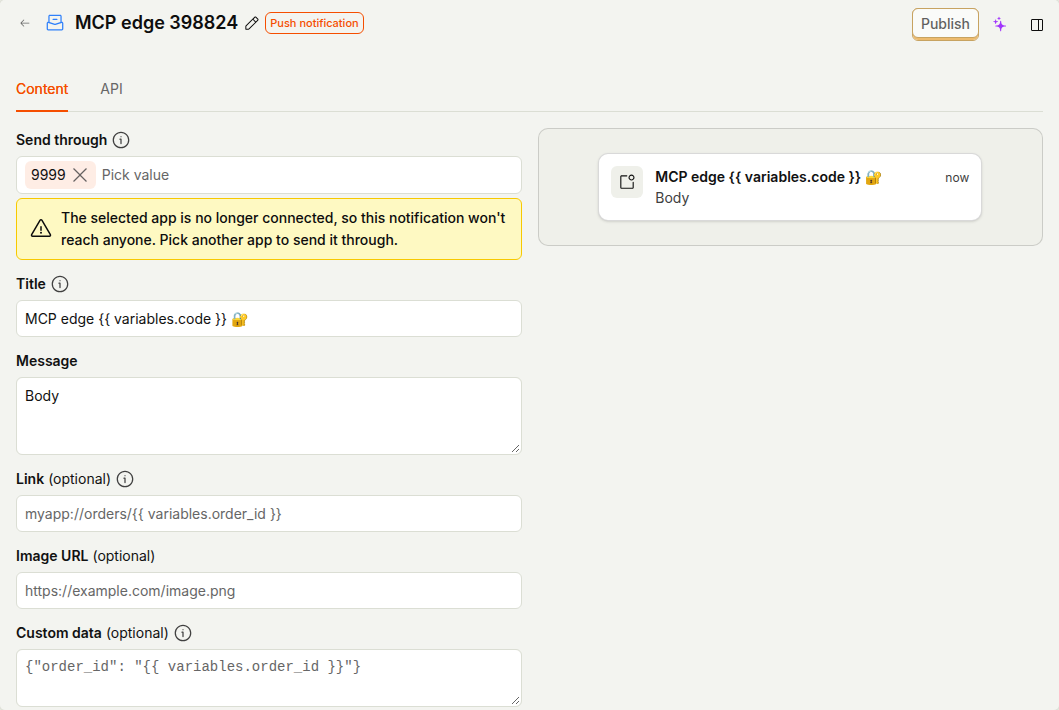 MCP edge 398824 Push notification Publish
Content API
Send through
9999 Pick value
The selected app is no longer connected, so this notification won't
reach anyone. Pick another app to send it through.
Title
MCP edge {{ variables.code }} 🔐
Message
Body
Link (optional)
myapp://orders/{{ variables.order_id }}
Image URL (optional)
https://example.com/image.png
Custom data (optional)
{"order_id": "{{ variables.order_id }}"}
MCP edge {{ variables.code }} 🔐 now
Body